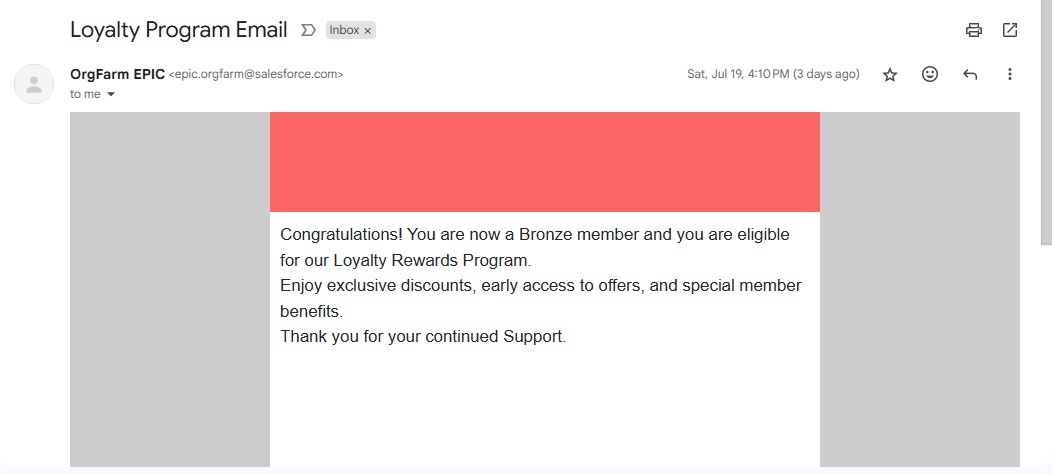 Loyalty Program Email
Inbox ×
OrgFarm EPIC <epic.orgfarm@salesforce.com>
Sat, Jul 19, 4:10 PM (3 days ago)
to me
Congratulations! You are now a Bronze member and you are eligible
for our Loyalty Rewards Program.
Enjoy exclusive discounts, early access to offers, and special member
benefits.
Thank you for your continued Support.